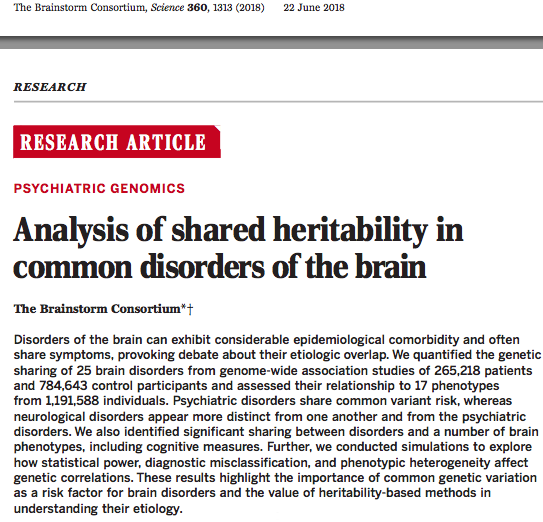 The Brainstorm Consortium, Science 360, 1313 (2018) 22 June 2018
RESEARCH
RESEARCH ARTICLE
PSYCHIATRIC GENOMICS
Analysis of shared heritability in
common disorders of the brain
The Brainstorm Consortium*†
Disorders of the brain can exhibit considerable epidemiological comorbidity and often
share symptoms, provoking debate about their etiologic overlap. We quantified the genetic
sharing of 25 brain disorders from genome-wide association studies of 265,218 patients
and 784,643 control participants and assessed their relationship to 17 phenotypes
from 1,191,588 individuals. Psychiatric disorders share common variant risk, whereas
neurological disorders appear more distinct from one another and from the psychiatric
disorders. We also identified significant sharing between disorders and a number of brain
phenotypes, including cognitive measures. Further, we conducted simulations to explore
how statistical power, diagnostic misclassification, and phenotypic heterogeneity affect
genetic correlations. These results highlight the importance of common genetic variation
as a risk factor for brain disorders and the value of heritability-based methods in
understanding their etiology.